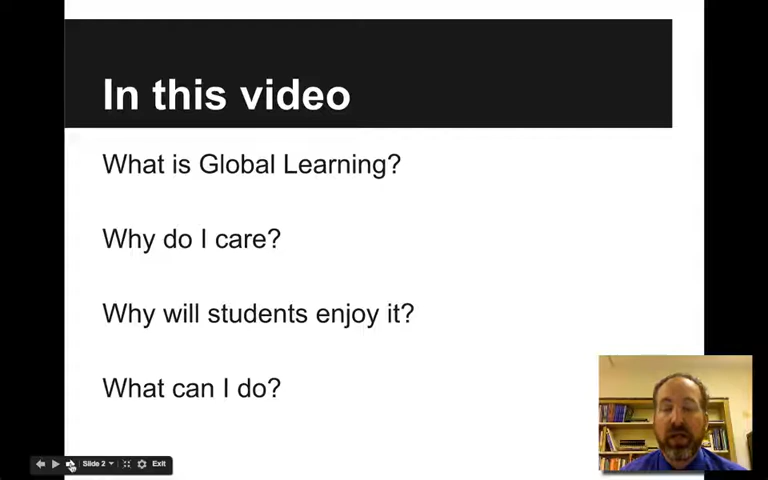 In this video
What is Global Learning?
Why do I care?
Why will students enjoy it?
What can I do?
Slide 2
Exit